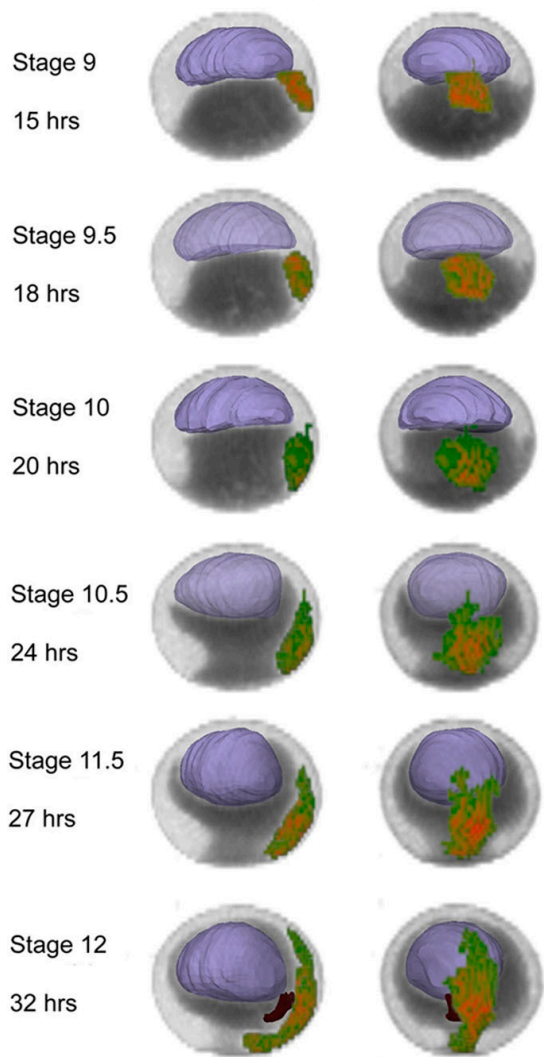 Stage 9
15 hrs
Stage 9.5
18 hrs
Stage 10
20 hrs
Stage 10.5
24 hrs
Stage 11.5
27 hrs
Stage 12
32 hrs